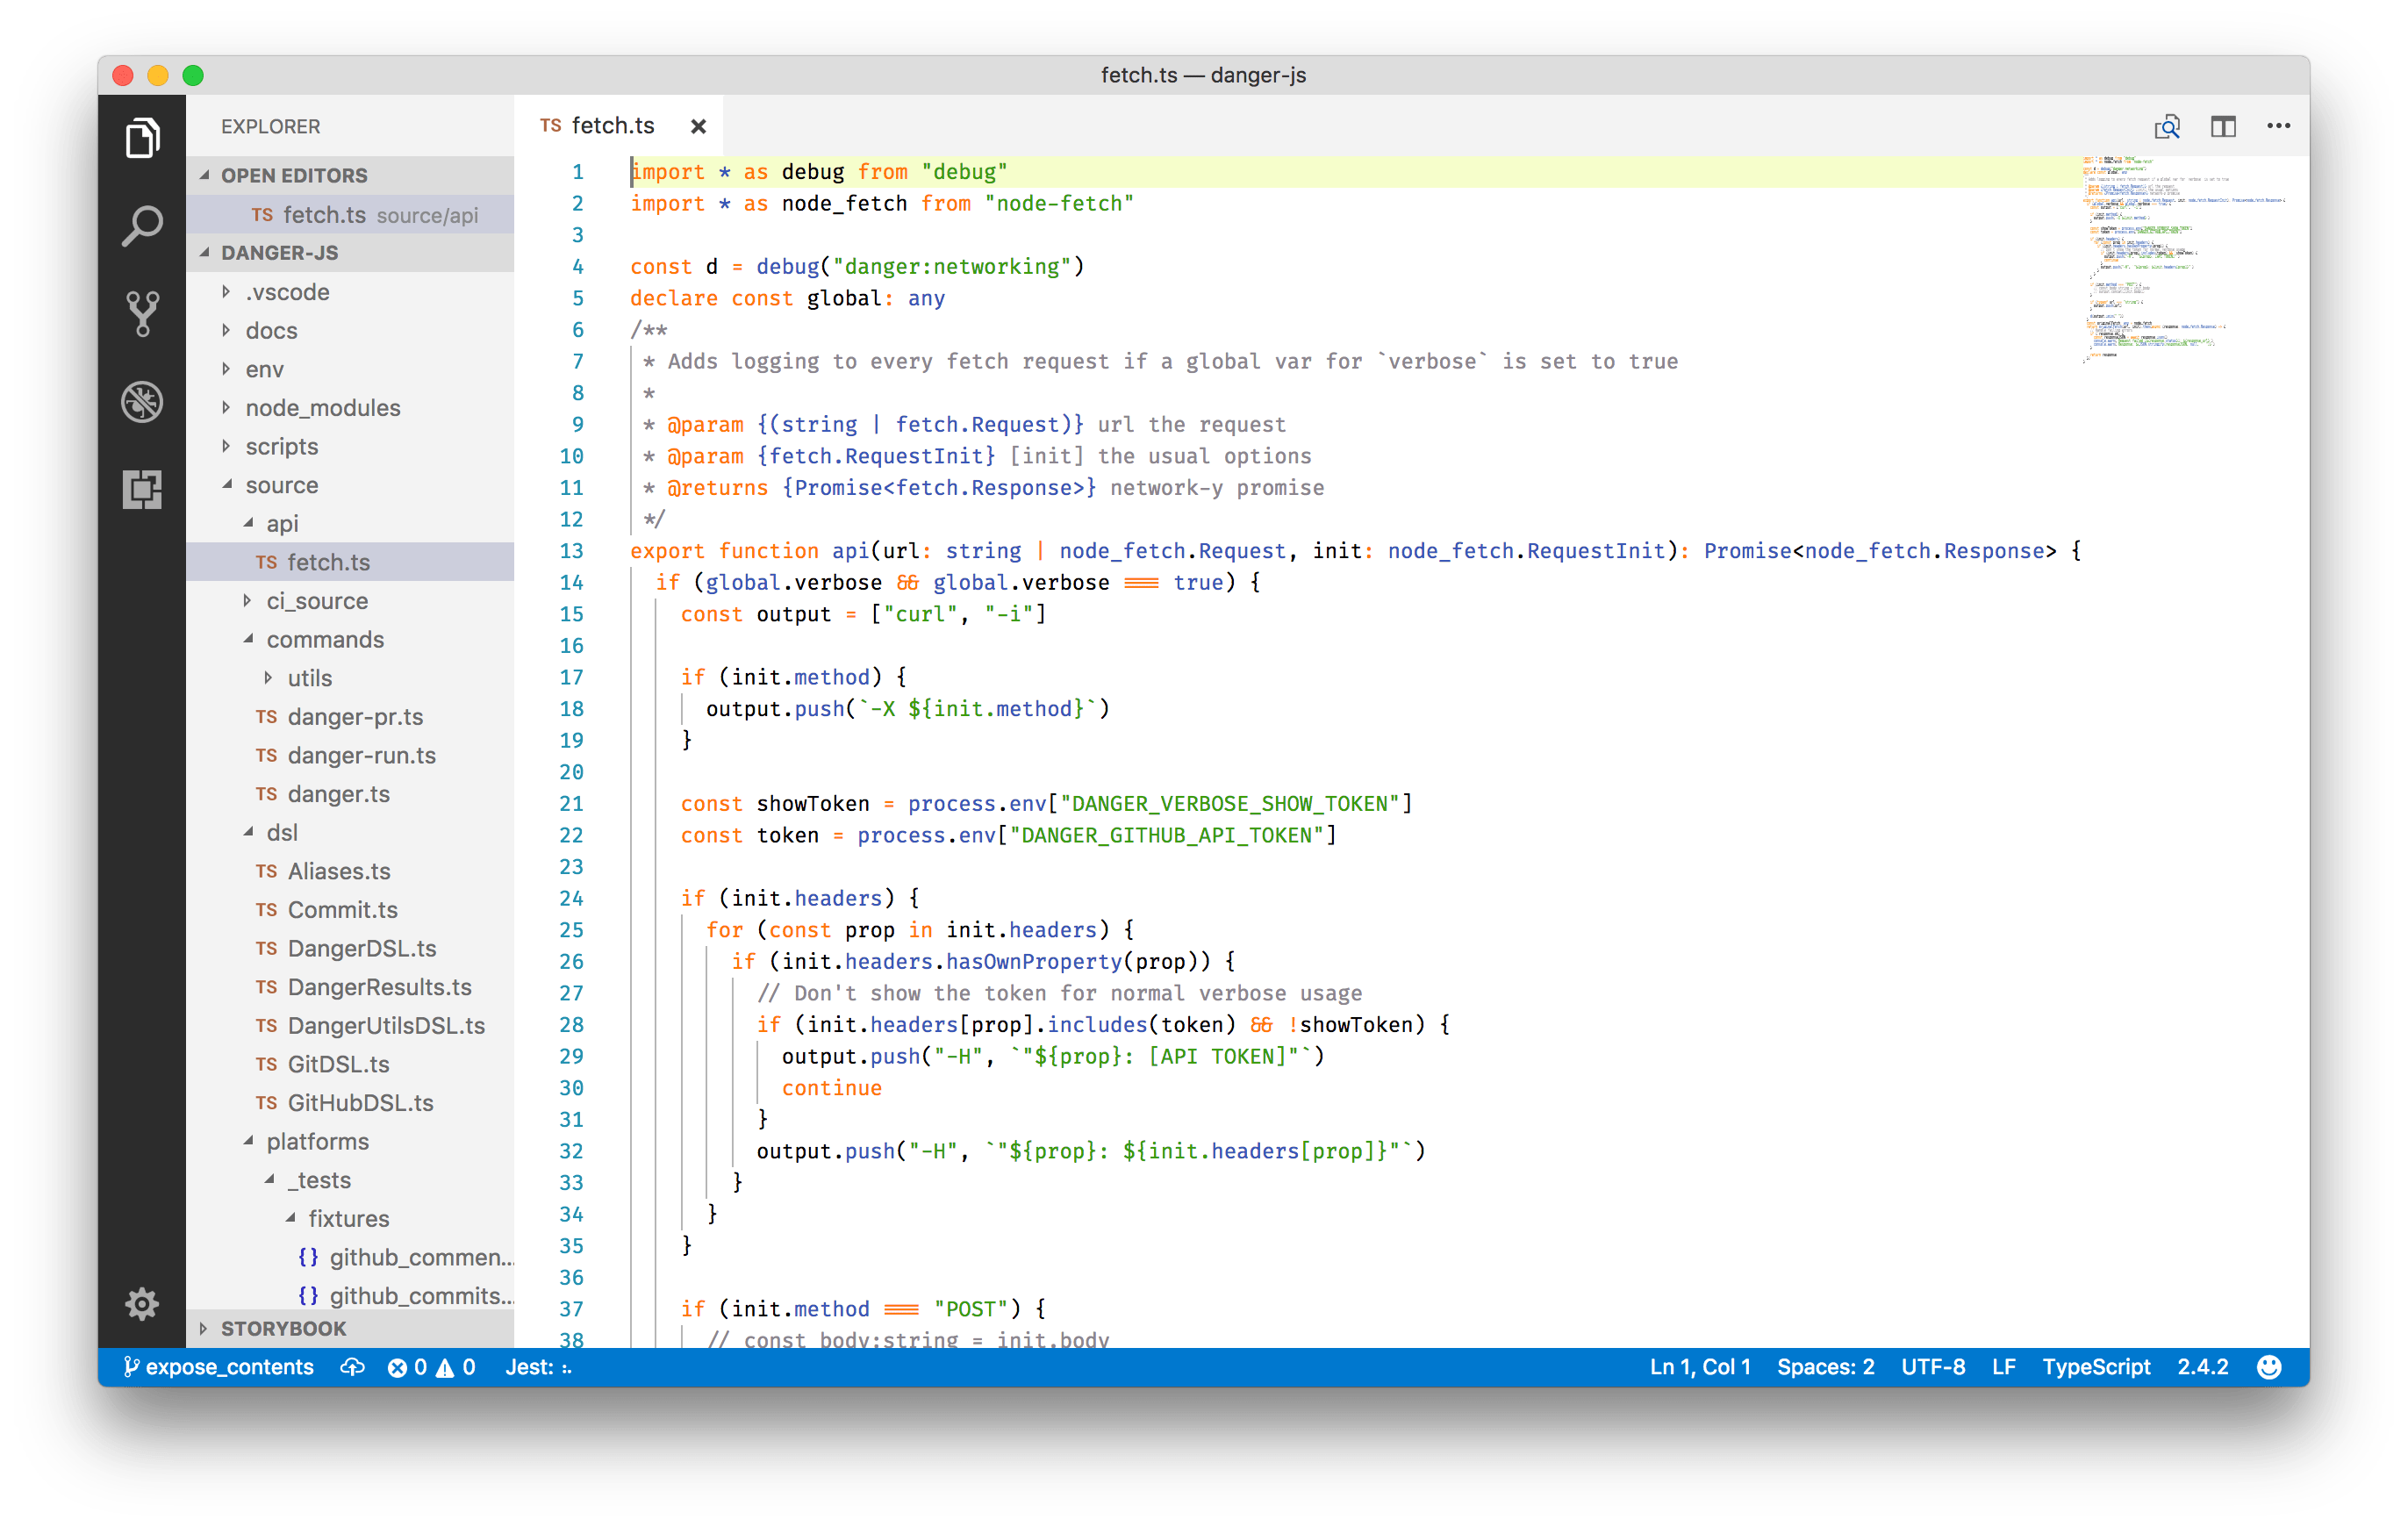 fetch.ts — danger-js
EXPLORER
OPEN EDITORS
TS fetch.ts source/api
DANGER-JS
.vscode
docs
env
node_modules
scripts
source
api
TS fetch.ts
ci_source
commands
utils
TS danger-pr.ts
TS danger-run.ts
TS danger.ts
dsl
TS Aliases.ts
TS Commit.ts
TS DangerDSL.ts
TS DangerResults.ts
TS DangerUtilsDSL.ts
TS GitDSL.ts
TS GitHubDSL.ts
platforms
_tests
fixtures
{} github_commen...
{} github_commits...
STORYBOOK
TS fetch.ts
1 import * as debug from "debug"
2 import * as node_fetch from "node-fetch"
3
4 const d = debug("danger:networking")
5 declare const global: any
6 /**
7 * Adds logging to every fetch request if a global var for `verbose` is set to true
8 *
9 * @param {(string | fetch.Request)} url the request
10 * @param {fetch.RequestInit} [init] the usual options
11 * @returns {Promise<fetch.Response>} network-y promise
12 */
13 export function api(url: string | node_fetch.Request, init: node_fetch.RequestInit): Promise<node_fetch.Response> {
14 if (global.verbose && global.verbose === true) {
15 const output = ["curl", "-i"]
16
17 if (init.method) {
18 output.push(`-X ${init.method}`)
19 }
20
21 const showToken = process.env["DANGER_VERBOSE_SHOW_TOKEN"]
22 const token = process.env["DANGER_GITHUB_API_TOKEN"]
23
24 if (init.headers) {
25 for (const prop in init.headers) {
26 if (init.headers.hasOwnProperty(prop)) {
27 // Don't show the token for normal verbose usage
28 if (init.headers[prop].includes(token) && !showToken) {
29 output.push("-H", `"${prop}: [API TOKEN]"`)
30 continue
31 }
32 output.push("-H", `"${prop}: ${init.headers[prop]}"`)
33 }
34 }
35 }
36
37 if (init.method === "POST") {
38 // const body:string = init.body
expose_contents 0 0 Jest: :.
Ln 1, Col 1 Spaces: 2 UTF-8 LF TypeScript 2.4.2